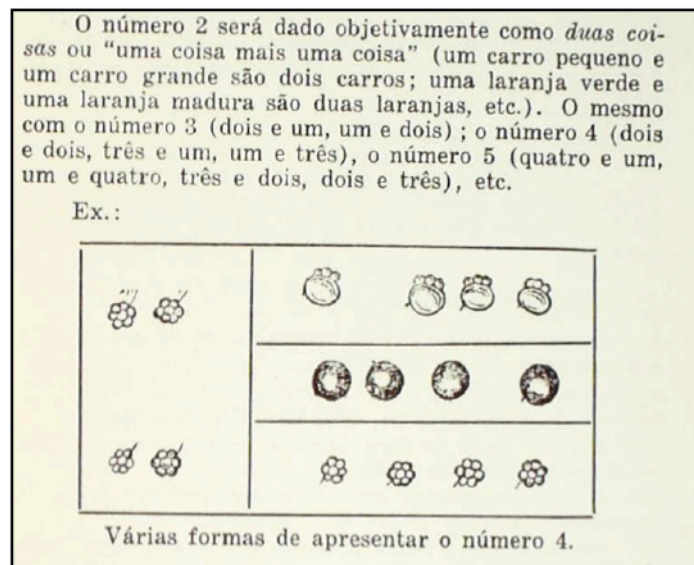 O número 2 será dado objetivamente como duas coi-
sas ou "uma coisa mais uma coisa" (um carro pequeno e
um carro grande são dois carros; uma laranja verde e
uma laranja madura são duas laranjas, etc.). O mesmo
com o número 3 (dois e um, um e dois) ; o número 4 (dois
e dois, três e um, um e três), o número 5 (quatro e um,
um e quatro, três e dois, dois e três), etc.
Ex.:
Várias formas de apresentar o número 4.